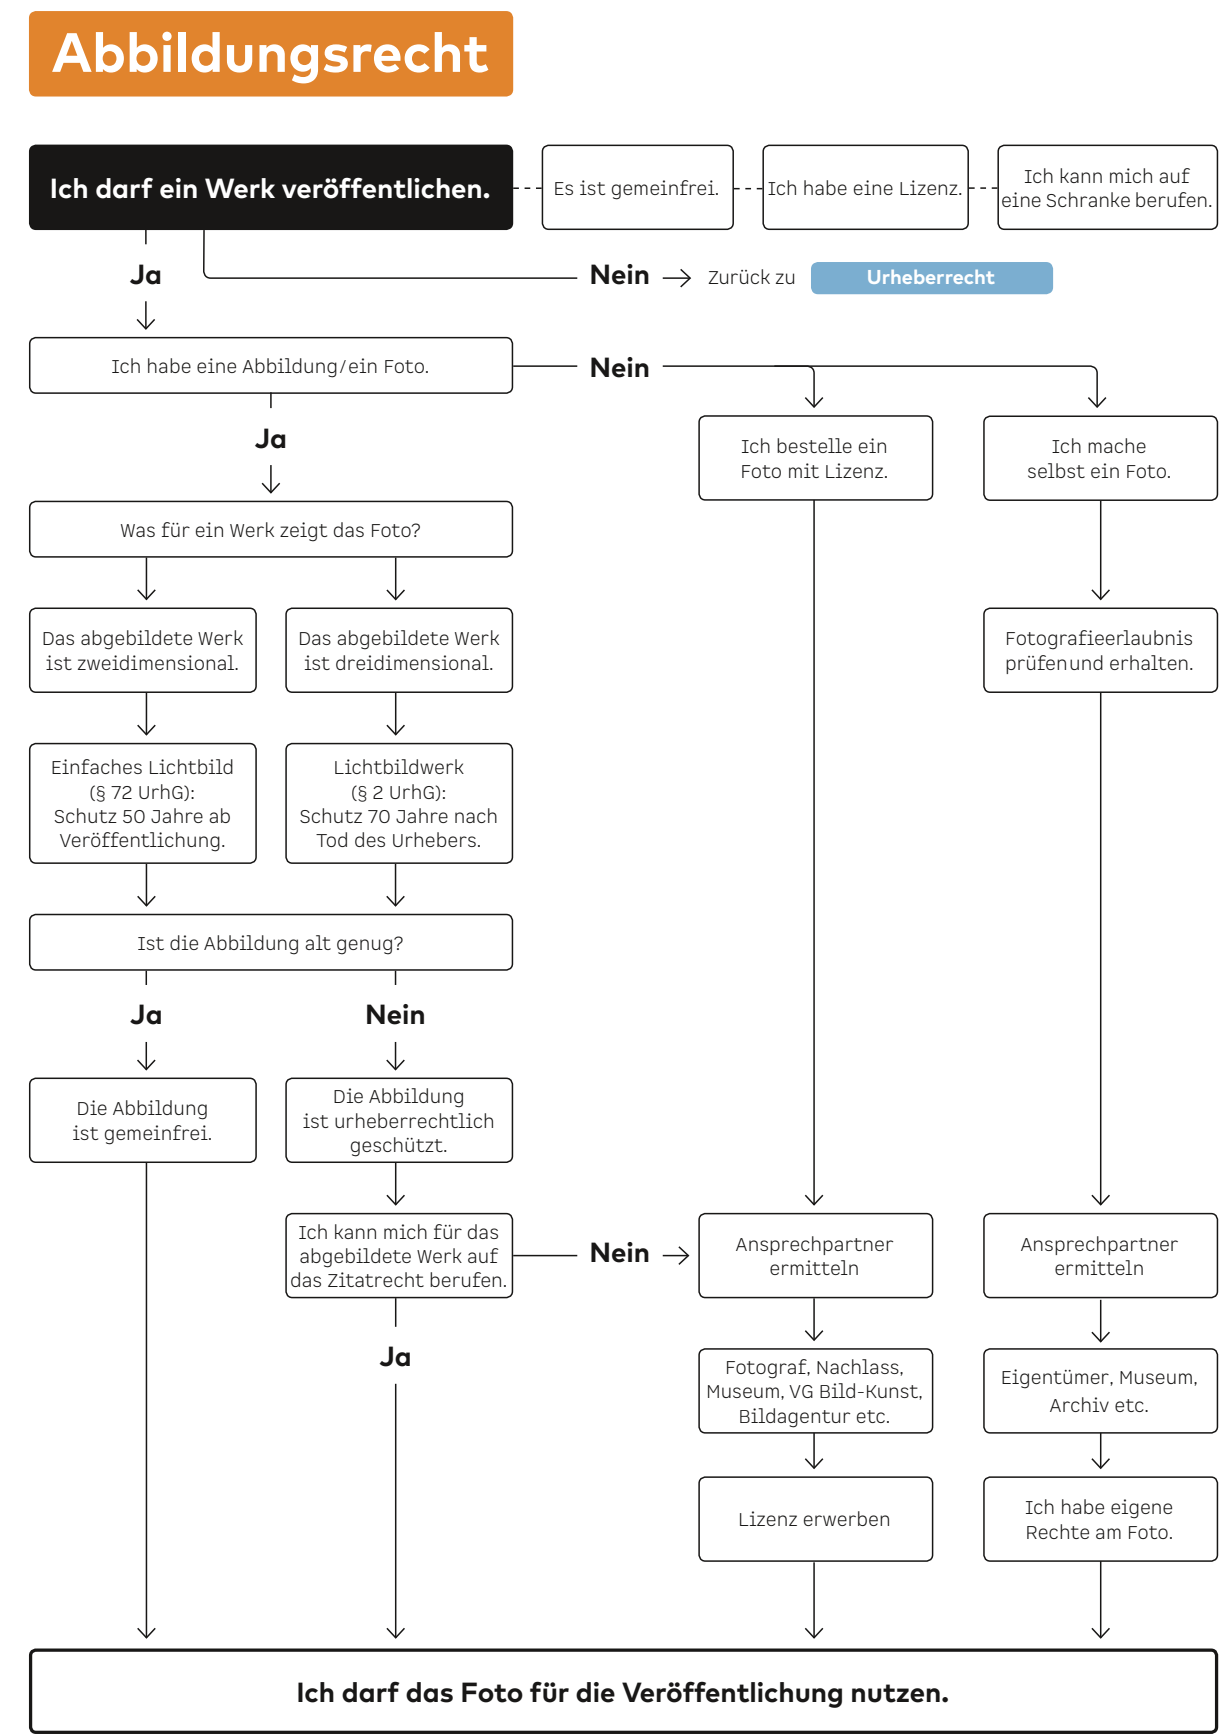 Abbildungsrecht
Ich darf ein Werk veröffentlichen.
Es ist gemeinfrei.
Ich habe eine Lizenz.
Ich kann mich auf
eine Schranke berufen.
Ja
Nein
Zurück zu
Urheberrecht
Ich habe eine Abbildung/ein Foto.
Nein
Ja
Ich bestelle ein
Foto mit Lizenz.
Ich mache
selbst ein Foto.
Was für ein Werk zeigt das Foto?
Das abgebildete Werk
ist zweidimensional.
Das abgebildete Werk
ist dreidimensional.
Fotografieerlaubnis
prüfenund erhalten.
Einfaches Lichtbild
(§ 72 UrhG):
Schutz 50 Jahre ab
Veröffentlichung.
Lichtbildwerk
(§ 2 UrhG):
Schutz 70 Jahre nach
Tod des Urhebers.
Ist die Abbildung alt genug?
Ja
Nein
Die Abbildung
ist gemeinfrei.
Die Abbildung
ist urheberrechtlich
geschützt.
Ich kann mich für das
abgebildete Werk auf
das Zitatrecht berufen.
Nein
Ja
Ansprechpartner
ermitteln
Ansprechpartner
ermitteln
Fotograf, Nachlass,
Museum, VG Bild-Kunst,
Bildagentur etc.
Eigentümer, Museum,
Archiv etc.
Lizenz erwerben
Ich habe eigene
Rechte am Foto.
Ich darf das Foto für die Veröffentlichung nutzen.